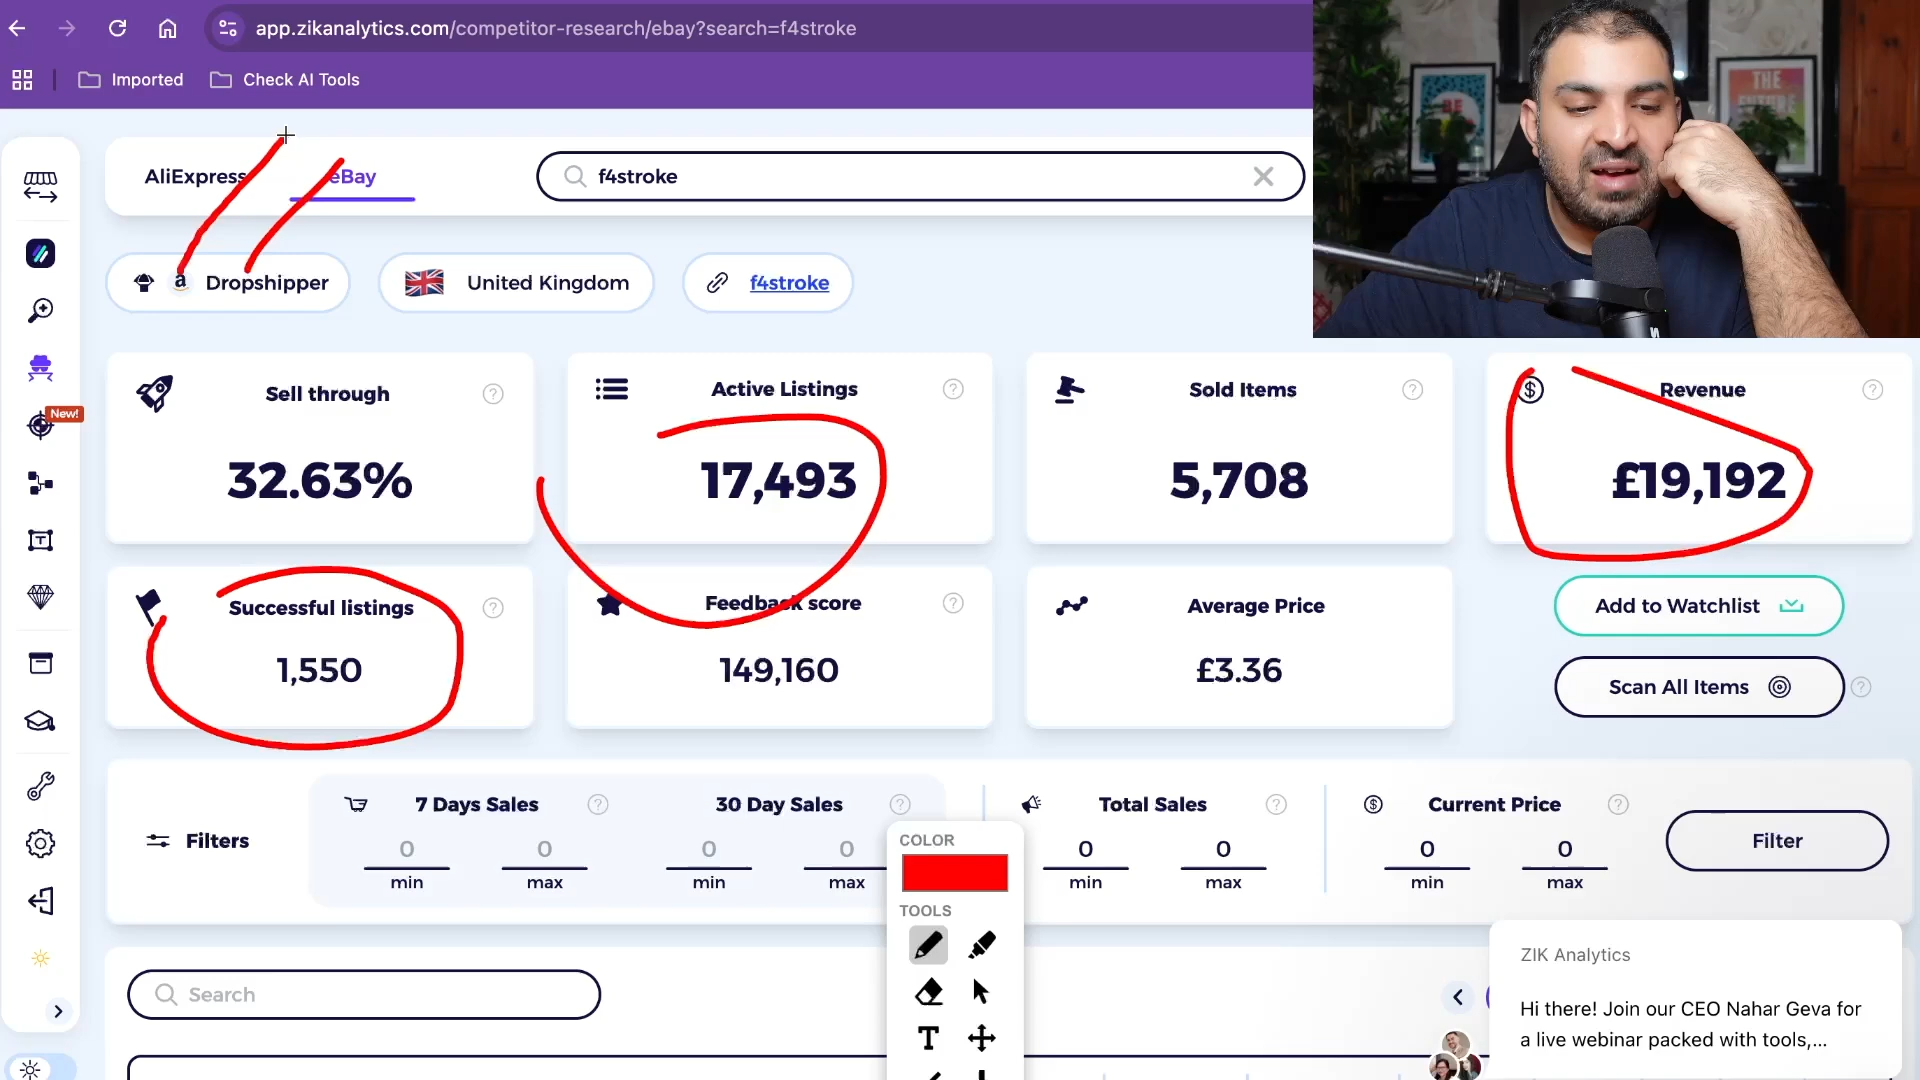 app.zikanalytics.com/competitor-research/ebay?search=f4stroke
Imported
Check AI Tools
BE
THE
FUTURE
AliExpress
eBay
f4stroke
a
Dropshipper
United Kingdom
f4stroke
Sell through
Active Listings
Sold Items
$
Revenue
32.63%
17,493
5,708
£19,192
New!
Successful listings
Feedback score
Average Price
Add to Watchlist
1,550
149,160
£3.36
Scan All Items
Filters
7 Days Sales
30 Day Sales
Total Sales
Current Price
Filter
0
0
0
0
0
0
0
0
min
max
min
max
min
max
min
max
COLOR
TOOLS
T
Search
ZIK Analytics
Hi there! Join our CEO Nahar Geva for
a live webinar packed with tools,...